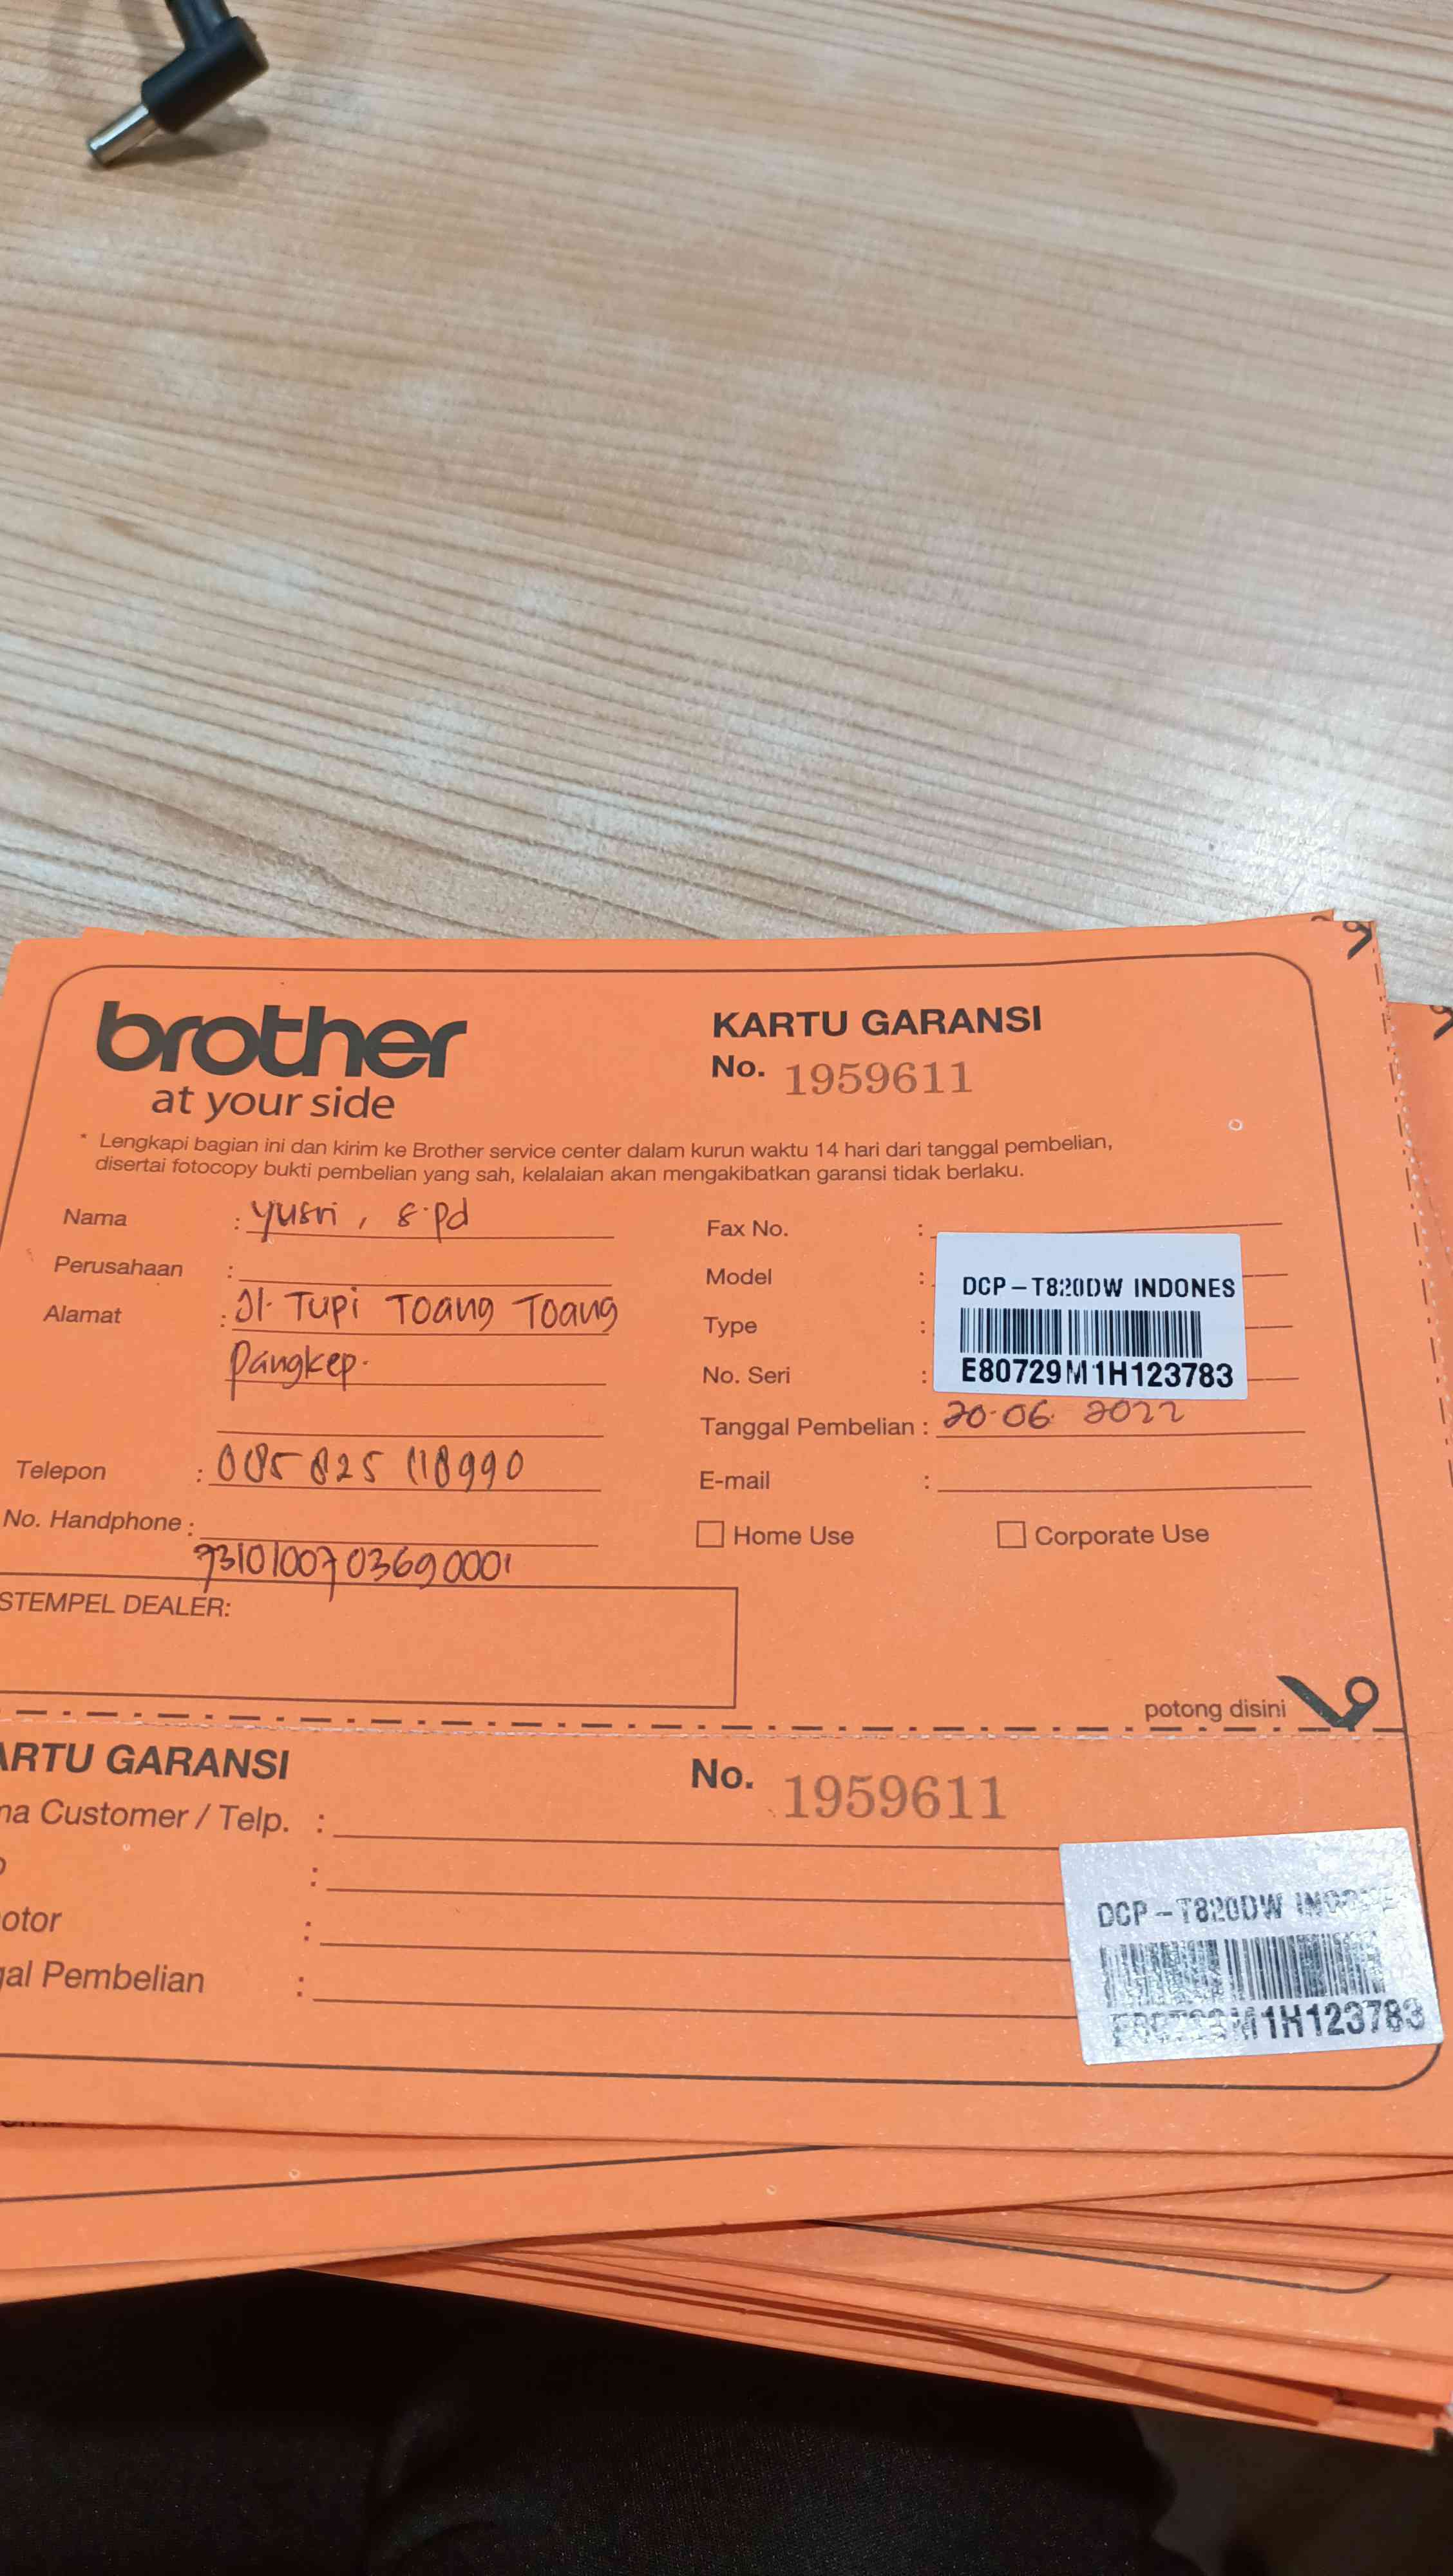 brother
at your side
KARTU GARANSI
No. 1959611
* Lengkapi bagian ini dan kirim ke Brother service center dalam kurun waktu 14 hari dari tanggal pembelian,
disertai fotocopy bukti pembelian yang sah, kelalaian akan mengakibatkan garansi tidak berlaku.
Nama : Yusri, S.pd
Perusahaan :
Alamat : Jl. Tupi Toang Toang
Pangkep.
Telepon : 085 825 118990
No. Handphone :
7310100703690001
STEMPEL DEALER:
Fax No. :
Model :
DCP-T820DW INDONES
Type :
No. Seri :
E80729M1H123783
Tanggal Pembelian : 20-06-2022
E-mail :
Home Use
Corporate Use
potong disini
ARTU GARANSI
No. 1959611
ma Customer / Telp. :
:
otor :
gal Pembelian :
DCP-T820DW
M1H123783